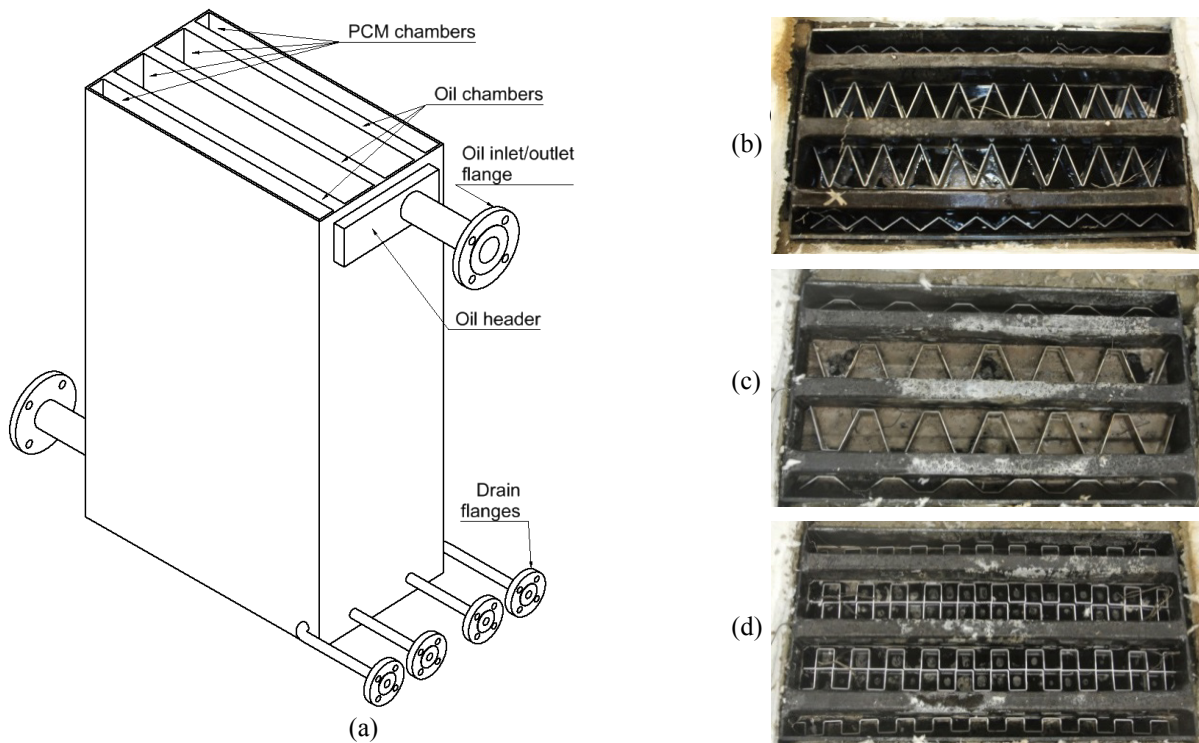 PCM chambers
Oil chambers
Oil inlet/outlet
flange
Oil header
Drain
flanges
(a)
(b)
(c)
(d)